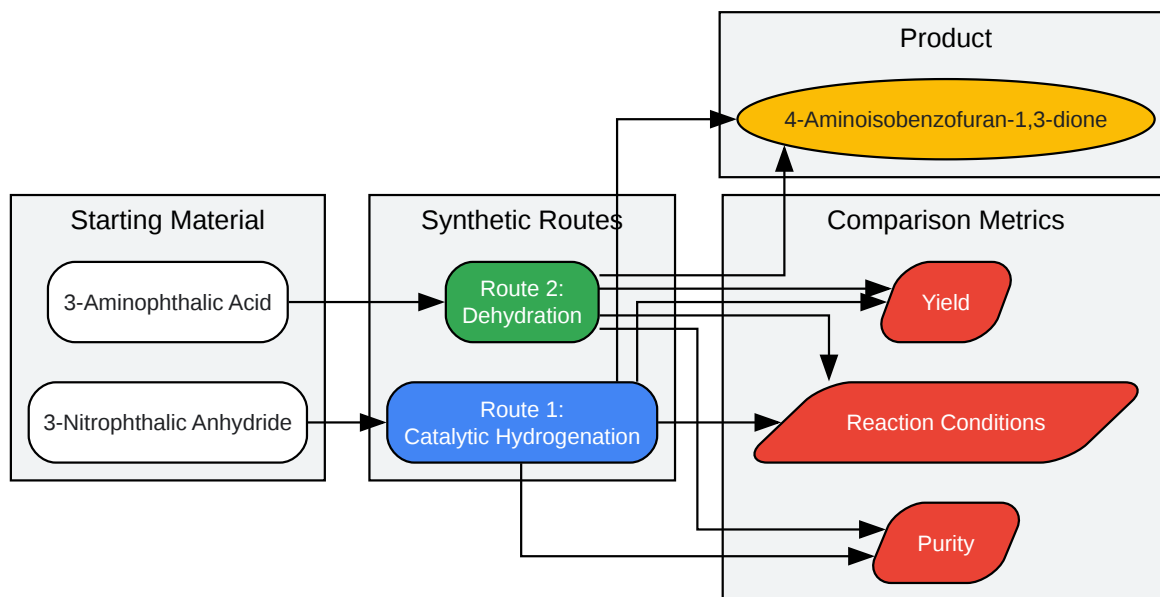 Product
4-Aminoisobenzofuran-1,3-dione
Starting Material
3-Aminophthalic Acid
3-Nitrophthalic Anhydride
Synthetic Routes
Route 2:
Dehydration
Route 1:
Catalytic Hydrogenation
Comparison Metrics
Yield
Reaction Conditions
Purity